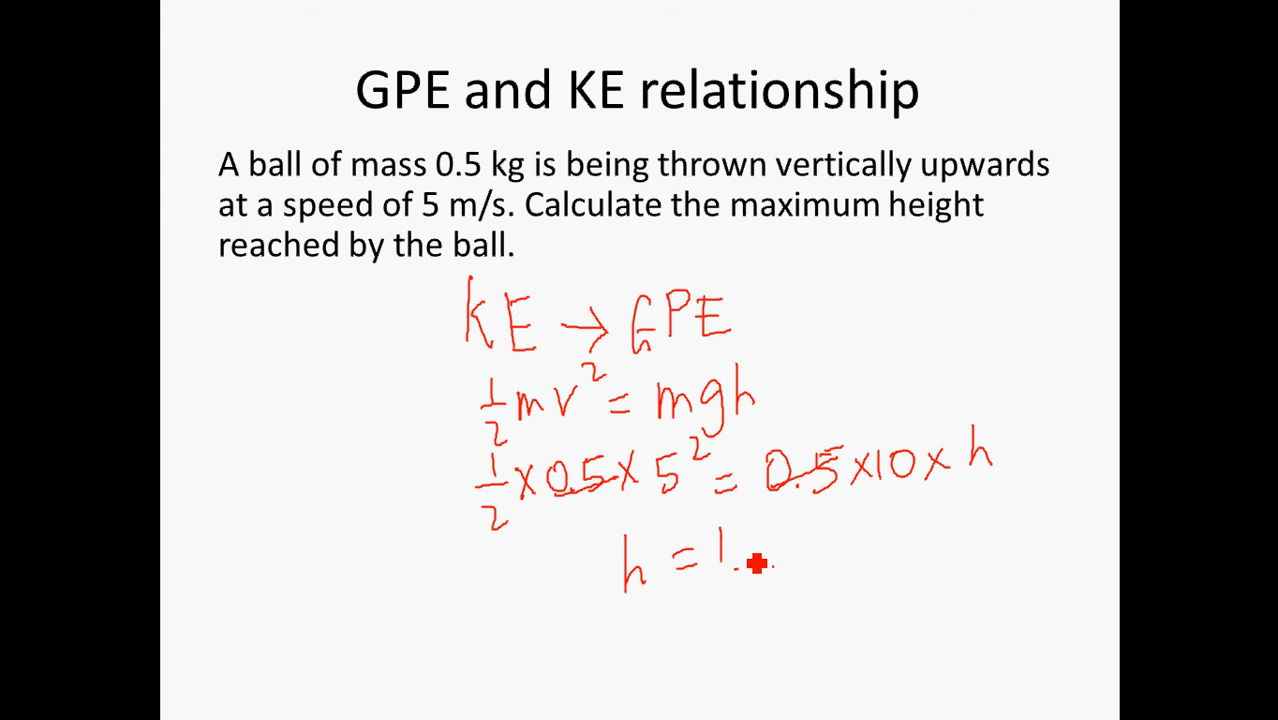 GPE and KE relationship
A ball of mass 0.5 kg is being thrown vertically upwards
at a speed of 5 m/s. Calculate the maximum height
reached by the ball.
KE → GPE
½mv² = mgh
½ × 0.5 × 5² = 0.5 × 10 × h
h = 1.